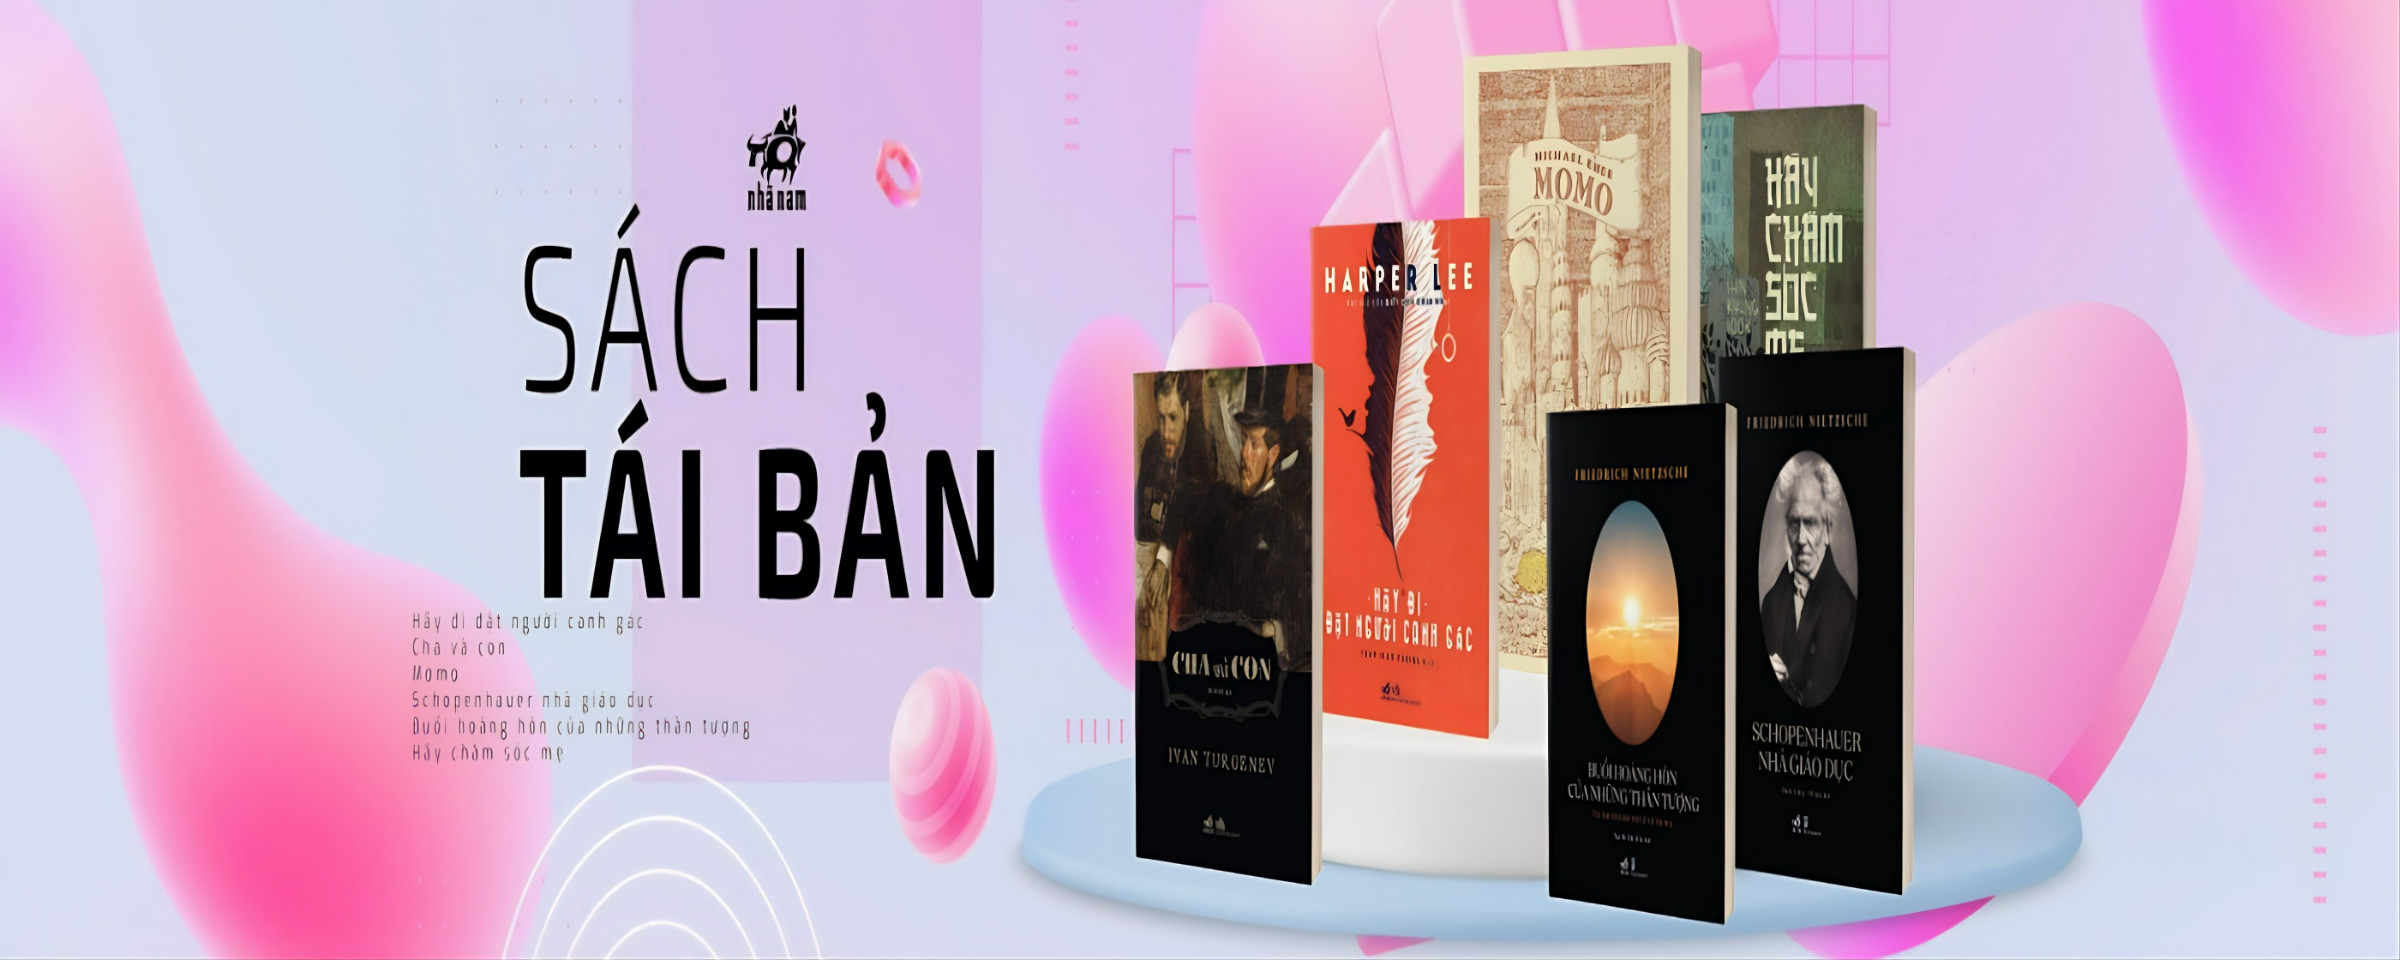 nhã nam
SÁCH
TÁI BẢN
Hãy đi đặt người canh gác
Cha và con
Momo
Schopenhauer nhà giáo dục
Buổi hoàng hôn của những thần tượng
Hãy chăm sóc mẹ
CHA và CON
IVAN TURGENEV
HARPER LEE
HÃY ĐI
ĐẶT NGƯỜI CANH GÁC
MICHAEL ENDE
MOMO
HÃY
CHĂM
SÓC
MẸ
FRIEDRICH NIETZSCHE
BUỔI HOÀNG HÔN
CỦA NHỮNG THẦN TƯỢNG
FRIEDRICH NIETZSCHE
SCHOPENHAUER
NHÀ GIÁO DỤC